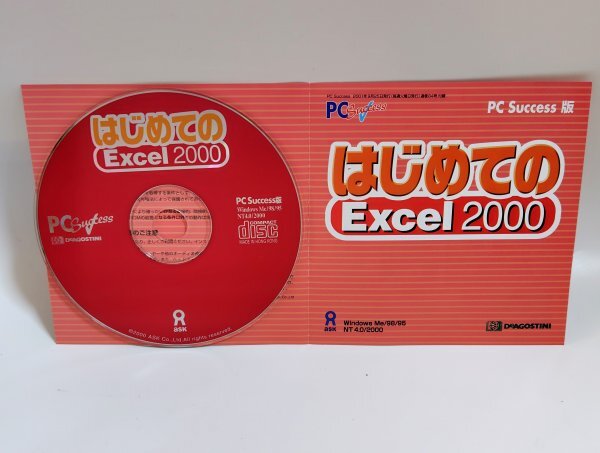 はじめての
Excel 2000
PC Success
DEAGOSTINI
PC Success版
Windows Me/98/95
NT4.0/2000
COMPACT
disc
MADE IN HONG KONG
ask
©2000 ASK Co.,Ltd All rights reserved.
PC Success
PC Success 版
はじめての
Excel 2000
ask
Windows Me/98/95
NT 4.0/2000
DEAGOSTINI